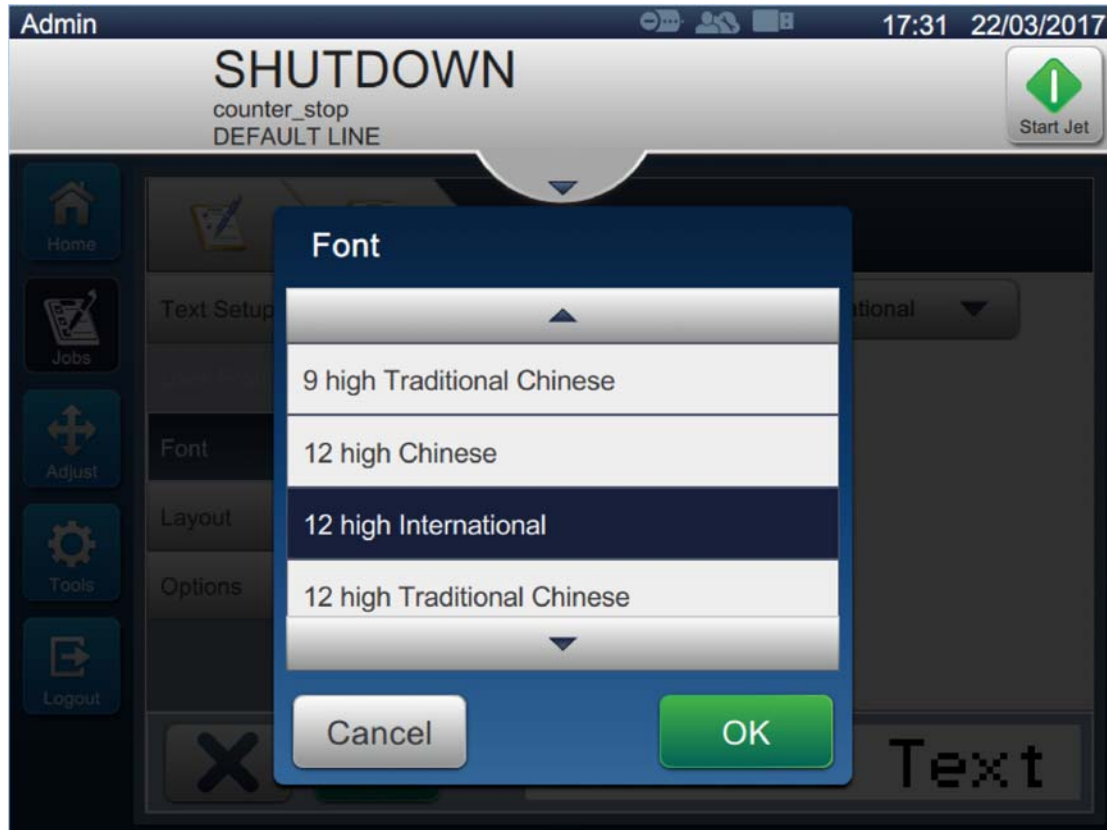 Admin 17:31 22/03/2017
SHUTDOWN
counter_stop
DEFAULT LINE
Start Jet
Home
Jobs
Adjust
Tools
Logout
Text Setup
Font
Layout
Options
Font
9 high Traditional Chinese
12 high Chinese
12 high International
12 high Traditional Chinese
Cancel
OK
Text